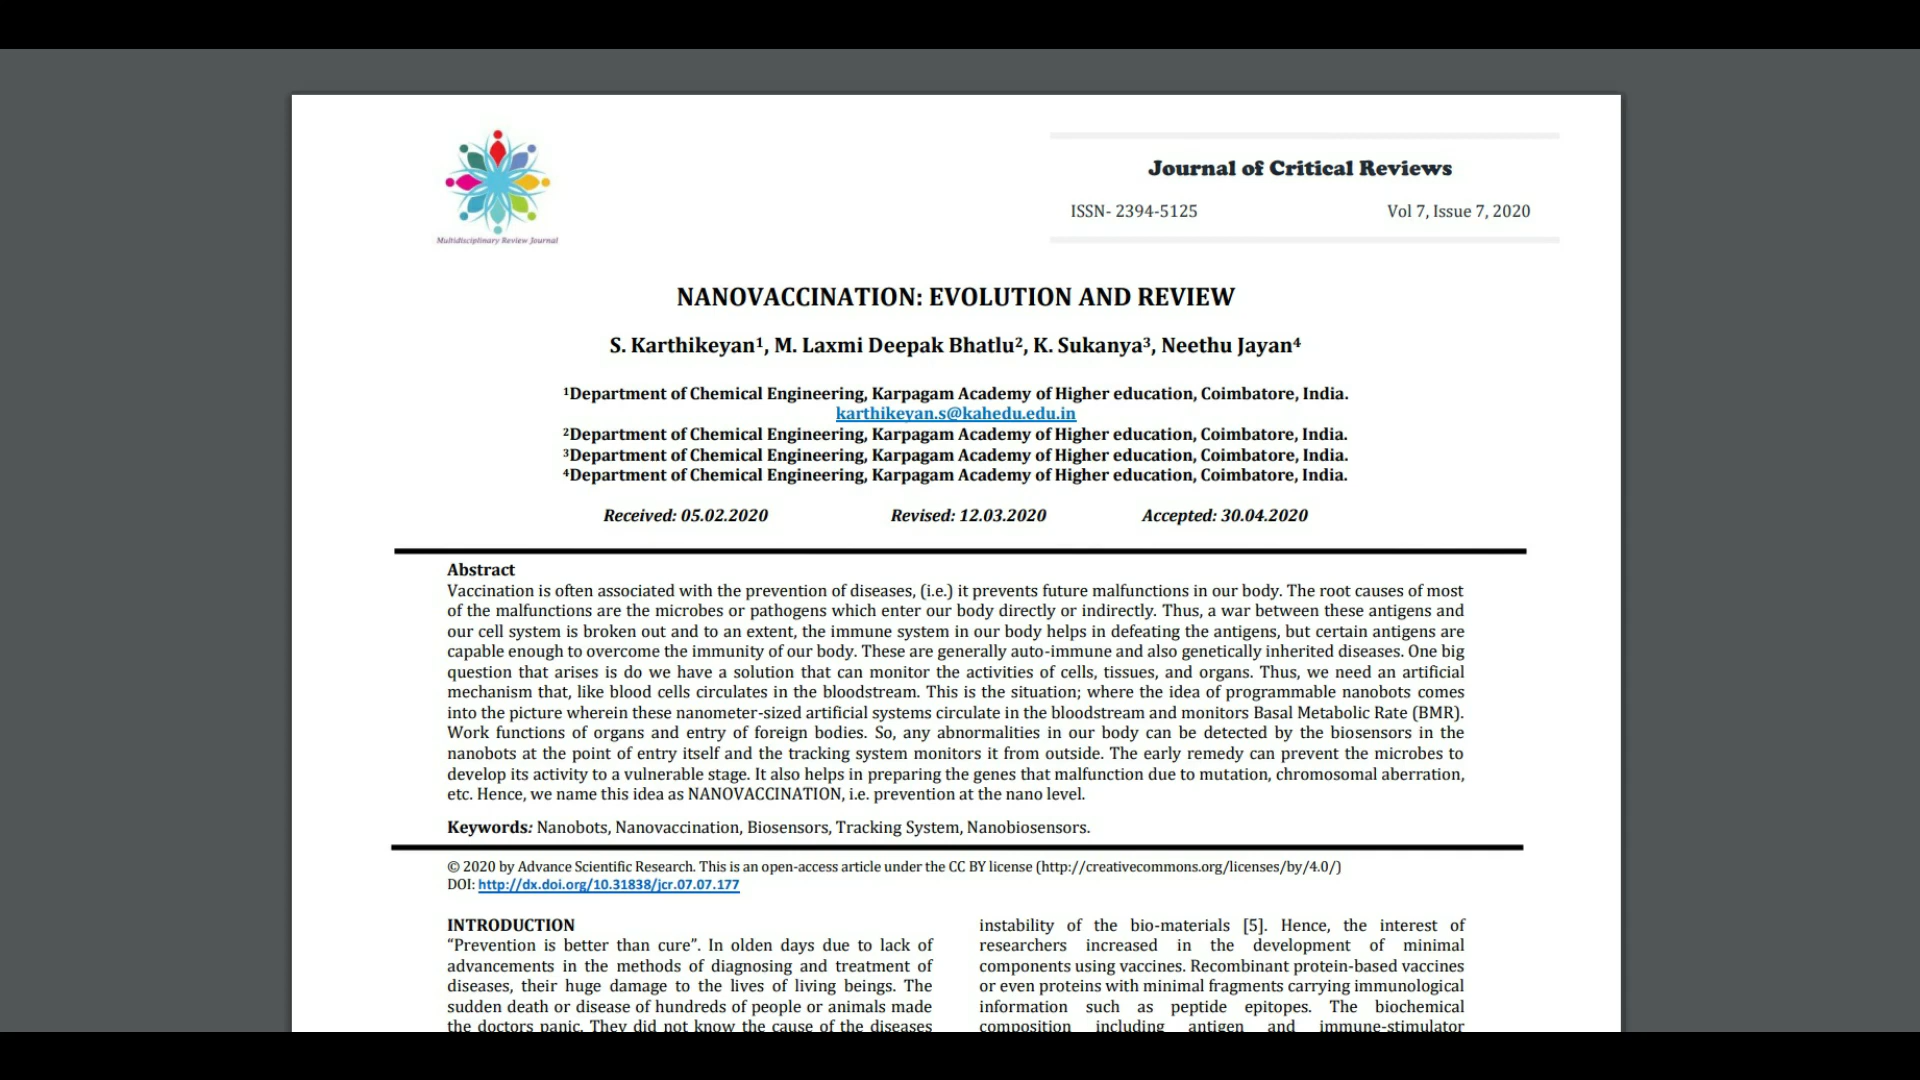 Multidisciplinary Review Journal
Journal of Critical Reviews
ISSN- 2394-5125 Vol 7, Issue 7, 2020
NANOVACCINATION: EVOLUTION AND REVIEW
S. Karthikeyan¹, M. Laxmi Deepak Bhatlu², K. Sukanya³, Neethu Jayan⁴
¹Department of Chemical Engineering, Karpagam Academy of Higher education, Coimbatore, India.
karthikeyan.s@kahedu.edu.in
²Department of Chemical Engineering, Karpagam Academy of Higher education, Coimbatore, India.
³Department of Chemical Engineering, Karpagam Academy of Higher education, Coimbatore, India.
⁴Department of Chemical Engineering, Karpagam Academy of Higher education, Coimbatore, India.
Received: 05.02.2020 Revised: 12.03.2020 Accepted: 30.04.2020
Abstract
Vaccination is often associated with the prevention of diseases, (i.e.) it prevents future malfunctions in our body. The root causes of most
of the malfunctions are the microbes or pathogens which enter our body directly or indirectly. Thus, a war between these antigens and
our cell system is broken out and to an extent, the immune system in our body helps in defeating the antigens, but certain antigens are
capable enough to overcome the immunity of our body. These are generally auto-immune and also genetically inherited diseases. One big
question that arises is do we have a solution that can monitor the activities of cells, tissues, and organs. Thus, we need an artificial
mechanism that, like blood cells circulates in the bloodstream. This is the situation; where the idea of programmable nanobots comes
into the picture wherein these nanometer-sized artificial systems circulate in the bloodstream and monitors Basal Metabolic Rate (BMR).
Work functions of organs and entry of foreign bodies. So, any abnormalities in our body can be detected by the biosensors in the
nanobots at the point of entry itself and the tracking system monitors it from outside. The early remedy can prevent the microbes to
develop its activity to a vulnerable stage. It also helps in preparing the genes that malfunction due to mutation, chromosomal aberration,
etc. Hence, we name this idea as NANOVACCINATION, i.e. prevention at the nano level.
Keywords: Nanobots, Nanovaccination, Biosensors, Tracking System, Nanobiosensors.
© 2020 by Advance Scientific Research. This is an open-access article under the CC BY license (http://creativecommons.org/licenses/by/4.0/)
DOI: http://dx.doi.org/10.31838/jcr.07.07.177
INTRODUCTION
“Prevention is better than cure”. In olden days due to lack of
advancements in the methods of diagnosing and treatment of
diseases, their huge damage to the lives of living beings. The
sudden death or disease of hundreds of people or animals made
the doctors panic. They did not know the cause of the diseases
instability of the bio-materials [5]. Hence, the interest of
researchers increased in the development of minimal
components using vaccines. Recombinant protein-based vaccines
or even proteins with minimal fragments carrying immunological
information such as peptide epitopes. The biochemical
composition including antigen and immune-stimulator